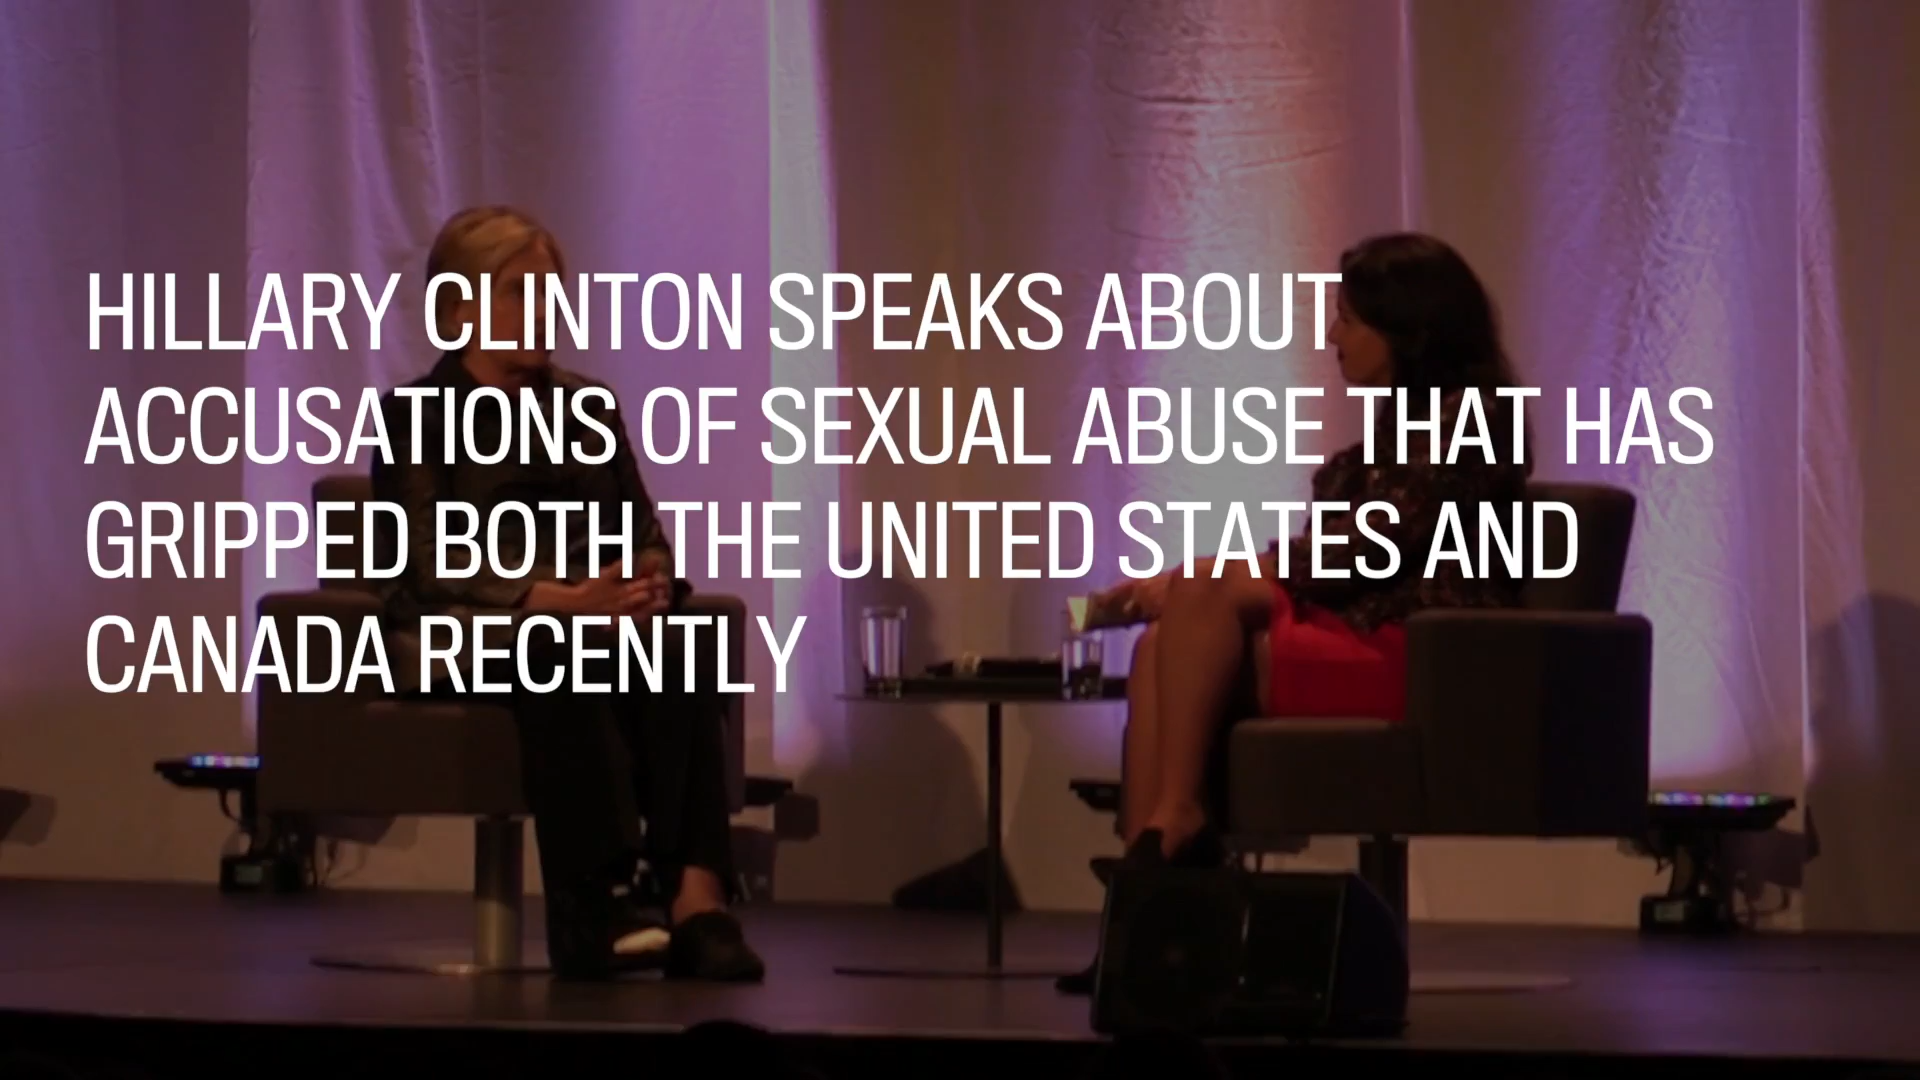 HILLARY CLINTON SPEAKS ABOUT
ACCUSATIONS OF SEXUAL ABUSE THAT HAS
GRIPPED BOTH THE UNITED STATES AND
CANADA RECENTLY